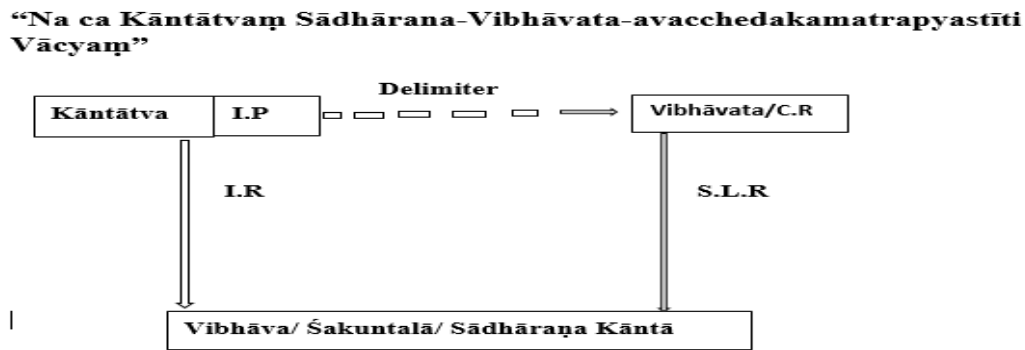 “Na ca Kāntātvaṃ Sādhārana-Vibhāvata-avacchedakamatrapyastīti
Vācyaṃ”
Delimiter
Kāntātva I.P Vibhāvata/C.R
I.R S.L.R
Vibhāva/ Śakuntalā/ Sādhāraṇa Kāntā